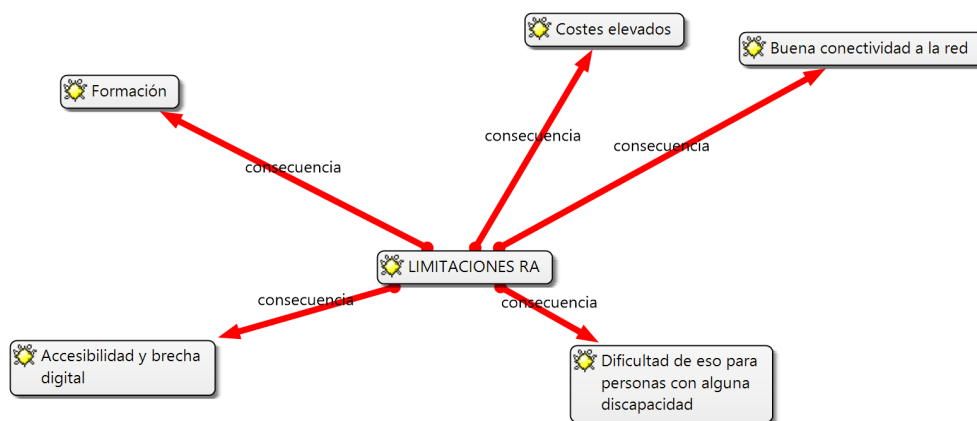 Costes elevados
Buena conectividad a la red
Formación
consecuencia
consecuencia
consecuencia
LIMITACIONES RA
consecuencia
consecuencia
Accesibilidad y brecha
digital
Dificultad de eso para
personas con alguna
discapacidad